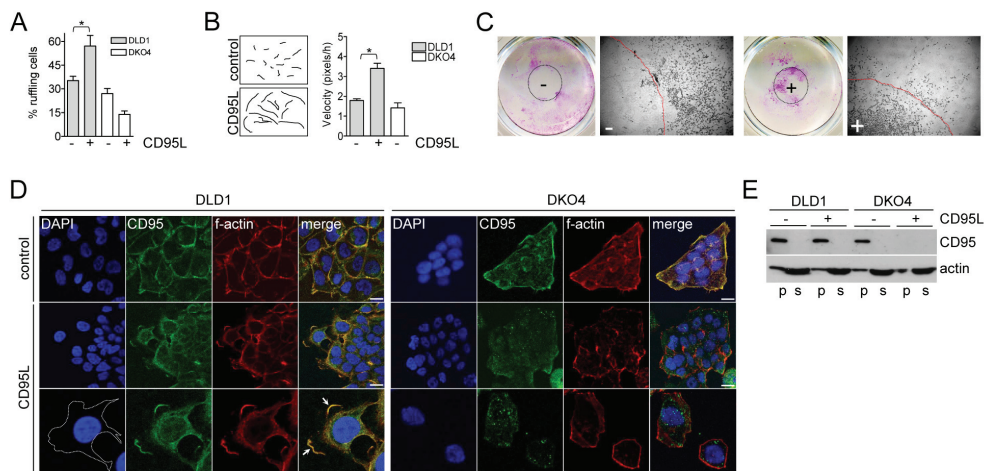 A
*
% ruffling cells
60
45
30
15
0
DLD1
DKO4
- + - + CD95L
B
control
CD95L
Velocity (pixels/h)
5
4
3
2
1
0
*
DLD1
DKO4
- + - CD95L
C
-
-
+
+
D
DLD1
DKO4
DAPI CD95 f-actin merge
DAPI CD95 f-actin merge
control
CD95L
E
DLD1 DKO4
- + - + CD95L
CD95
actin
p s p s p s p s